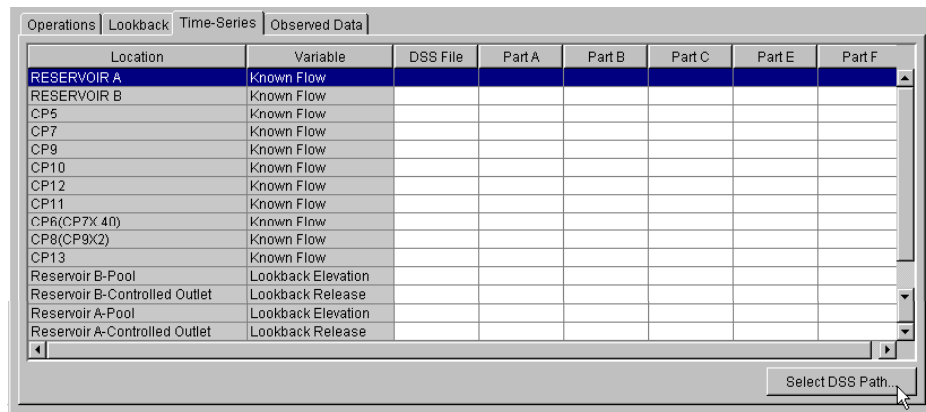 Operations Lookback Time-Series Observed Data
Location Variable DSS File Part A Part B Part C Part E Part F
RESERVOIR A Known Flow
RESERVOIR B Known Flow
CP5 Known Flow
CP7 Known Flow
CP9 Known Flow
CP10 Known Flow
CP12 Known Flow
CP11 Known Flow
CP6(CP7X.40) Known Flow
CP8(CP9X2) Known Flow
CP13 Known Flow
Reservoir B-Pool Lookback Elevation
Reservoir B-Controlled Outlet Lookback Release
Reservoir A-Pool Lookback Elevation
Reservoir A-Controlled Outlet Lookback Release
Select DSS Path...